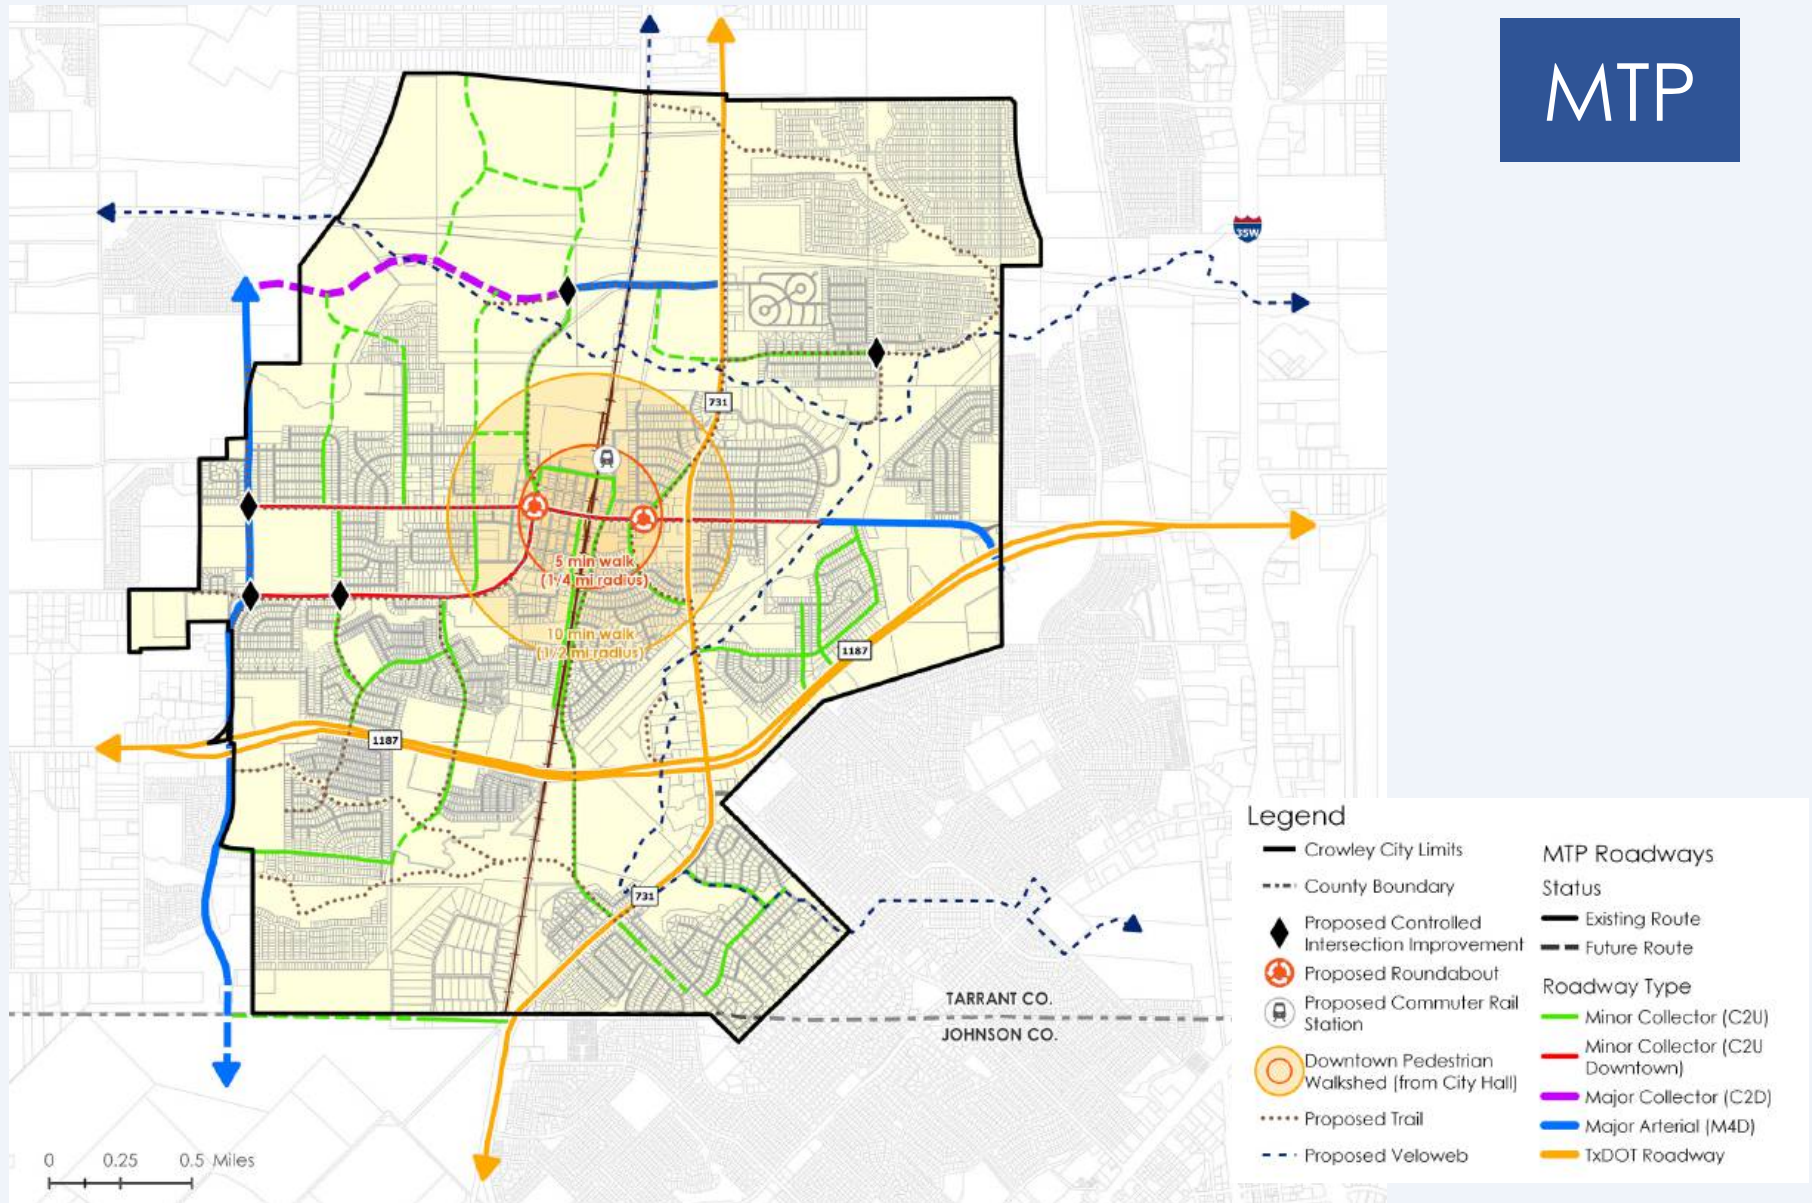 MTP
35W
731
5 min walk
(1/4 mi radius)
10 min walk
(1/2 mi radius)
1187
1187
731
TARRANT CO.
JOHNSON CO.
0 0.25 0.5 Miles
Legend
Crowley City Limits
County Boundary
Proposed Controlled
Intersection Improvement
Proposed Roundabout
Proposed Commuter Rail
Station
Downtown Pedestrian
Walkshed (from City Hall)
Proposed Trail
Proposed Veloweb
MTP Roadways
Status
Existing Route
Future Route
Roadway Type
Minor Collector (C2U)
Minor Collector (C2U
Downtown)
Major Collector (C2D)
Major Arterial (M4D)
TxDOT Roadway